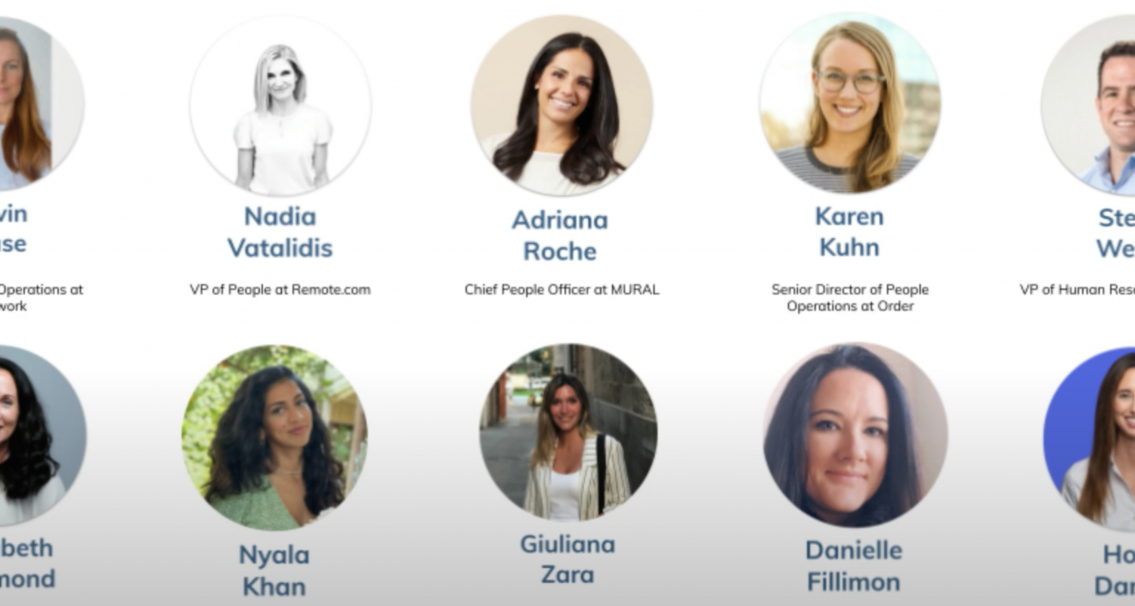 Nadia
Vatalidis
VP of People at Remote.com
Adriana
Roche
Chief People Officer at MURAL
Karen
Kuhn
Senior Director of People
Operations at Order
vin
Operations at
work
Ste
We
VP of Human Res
beth
mond
Nyala
Khan
Giuliana
Zara
Danielle
Fillimon
Ho
Dar